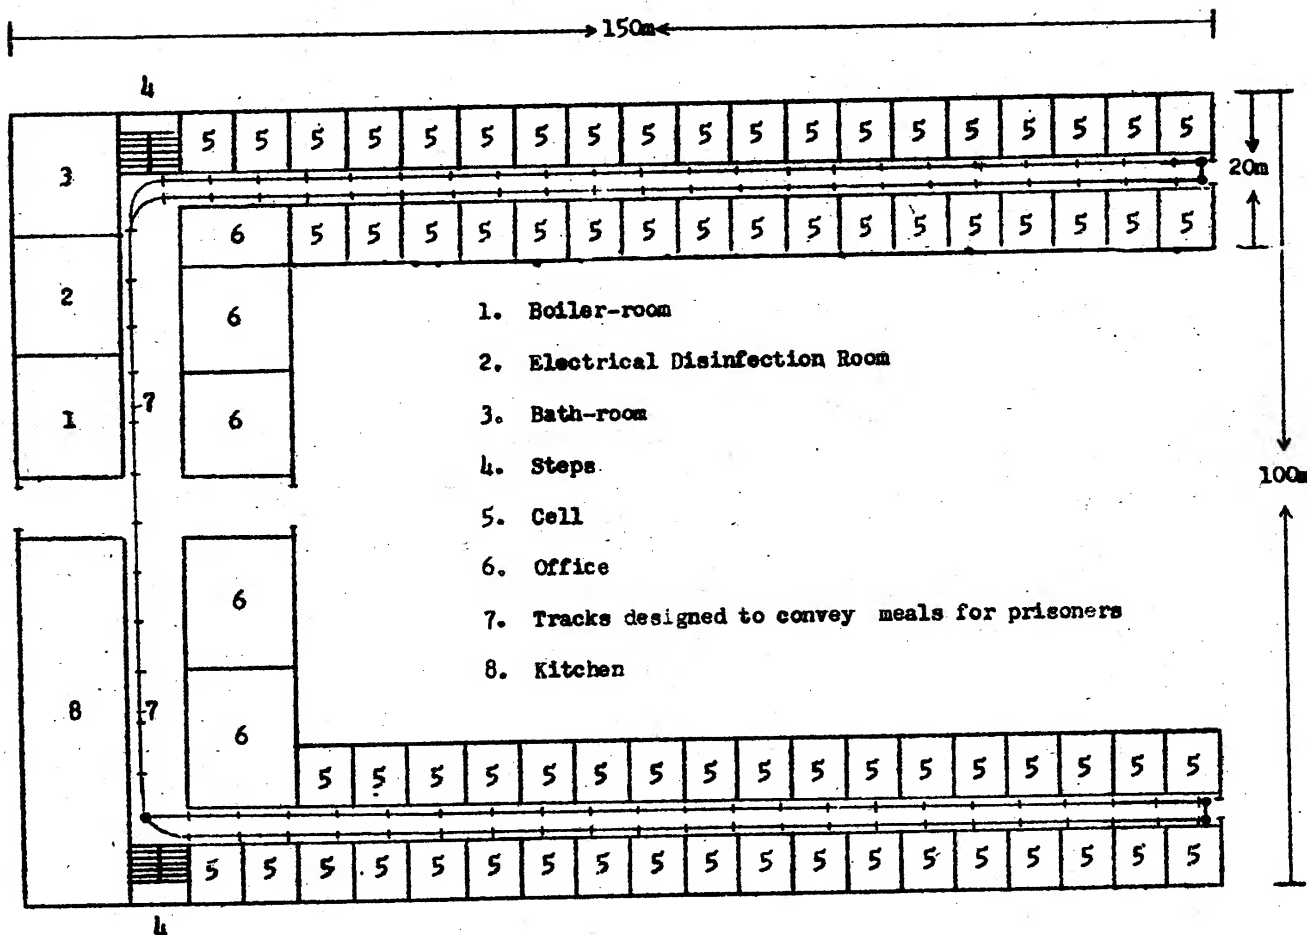 150m
4
5 5 5 5 5 5 5 5 5 5 5 5 5 5 5 5 5 5 5
3
20m
6 5 5 5 5 5 5 5 5 5 5 5 5 5 5 5 5 5
2
6
1
7
6
1. Boiler-room
2. Electrical Disinfection Room
3. Bath-room
4. Steps
5. Cell
6. Office
7. Tracks designed to convey meals for prisoners
8. Kitchen
100m
6
8
7
6
5 5 5 5 5 5 5 5 5 5 5 5 5 5 5 5 5
5 5 5 5 5 5 5 5 5 5 5 5 5 5 5 5 5 5 5
4